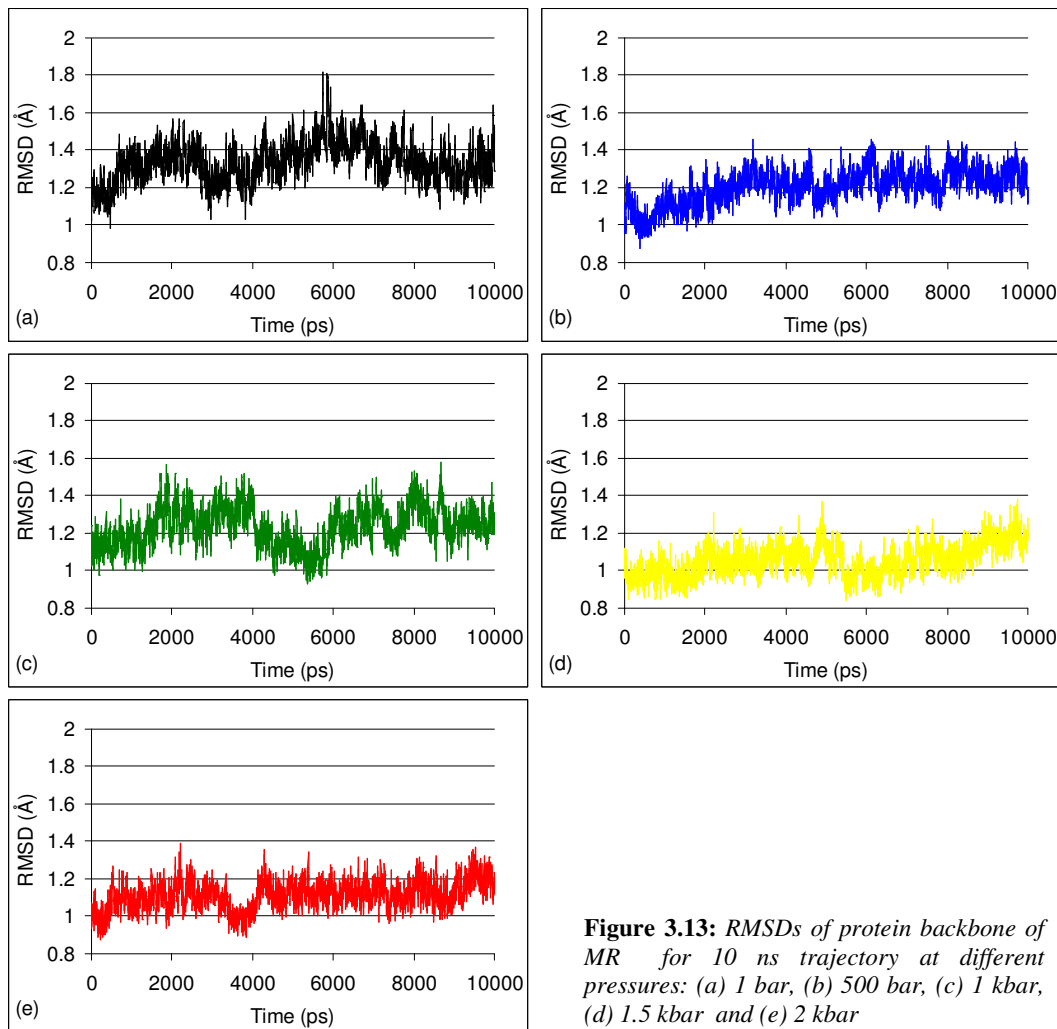 2
1.8
1.6
1.4
1.2
1
0.8
RMSD (Å)
0 2000 4000 6000 8000 10000
Time (ps)
(a)
2
1.8
1.6
1.4
1.2
1
0.8
RMSD (Å)
0 2000 4000 6000 8000 10000
Time (ps)
(b)
2
1.8
1.6
1.4
1.2
1
0.8
RMSD (Å)
0 2000 4000 6000 8000 10000
Time (ps)
(c)
2
1.8
1.6
1.4
1.2
1
0.8
RMSD (Å)
0 2000 4000 6000 8000 10000
Time (ps)
(d)
2
1.8
1.6
1.4
1.2
1
0.8
RMSD (Å)
0 2000 4000 6000 8000 10000
Time (ps)
(e)
Figure 3.13: RMSDs of protein backbone of
MR for 10 ns trajectory at different
pressures: (a) 1 bar, (b) 500 bar, (c) 1 kbar,
(d) 1.5 kbar and (e) 2 kbar